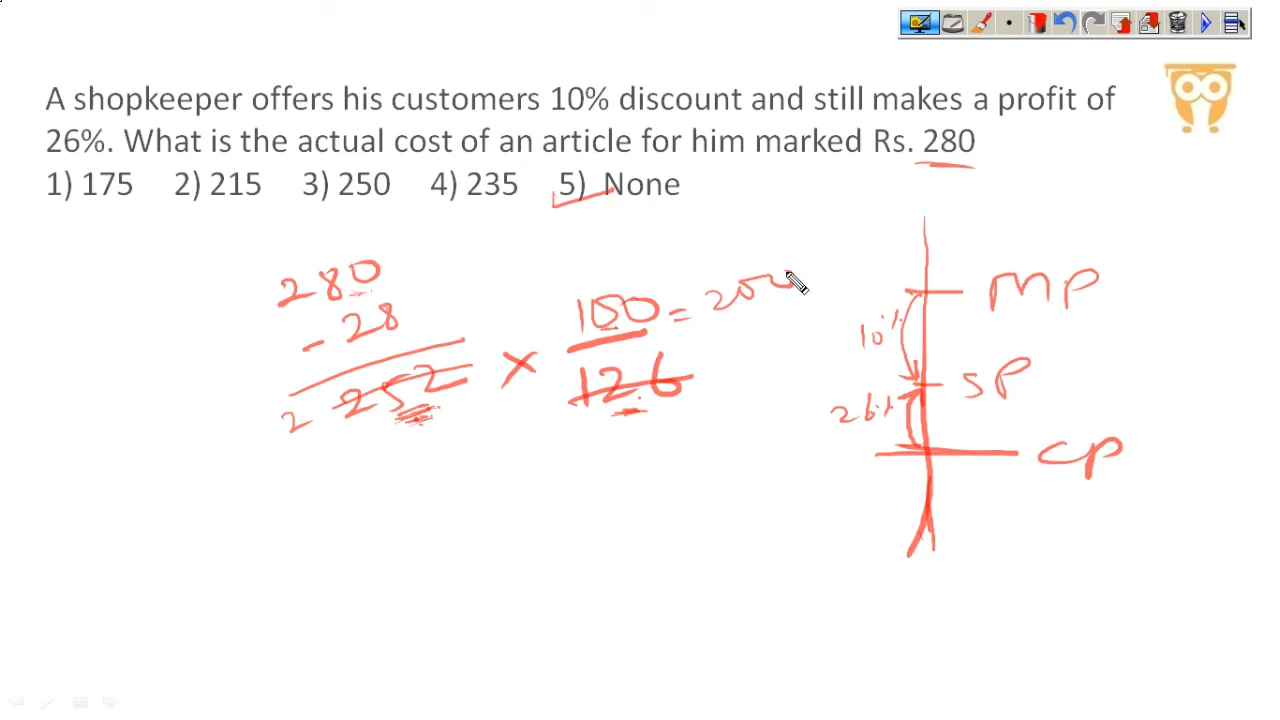 A shopkeeper offers his customers 10% discount and still makes a profit of
26%. What is the actual cost of an article for him marked Rs. 280
1) 175 2) 215 3) 250 4) 235 5) None
280
- 28
252 × 100 = 200
2
126
MP
10%
SP
26%
CP